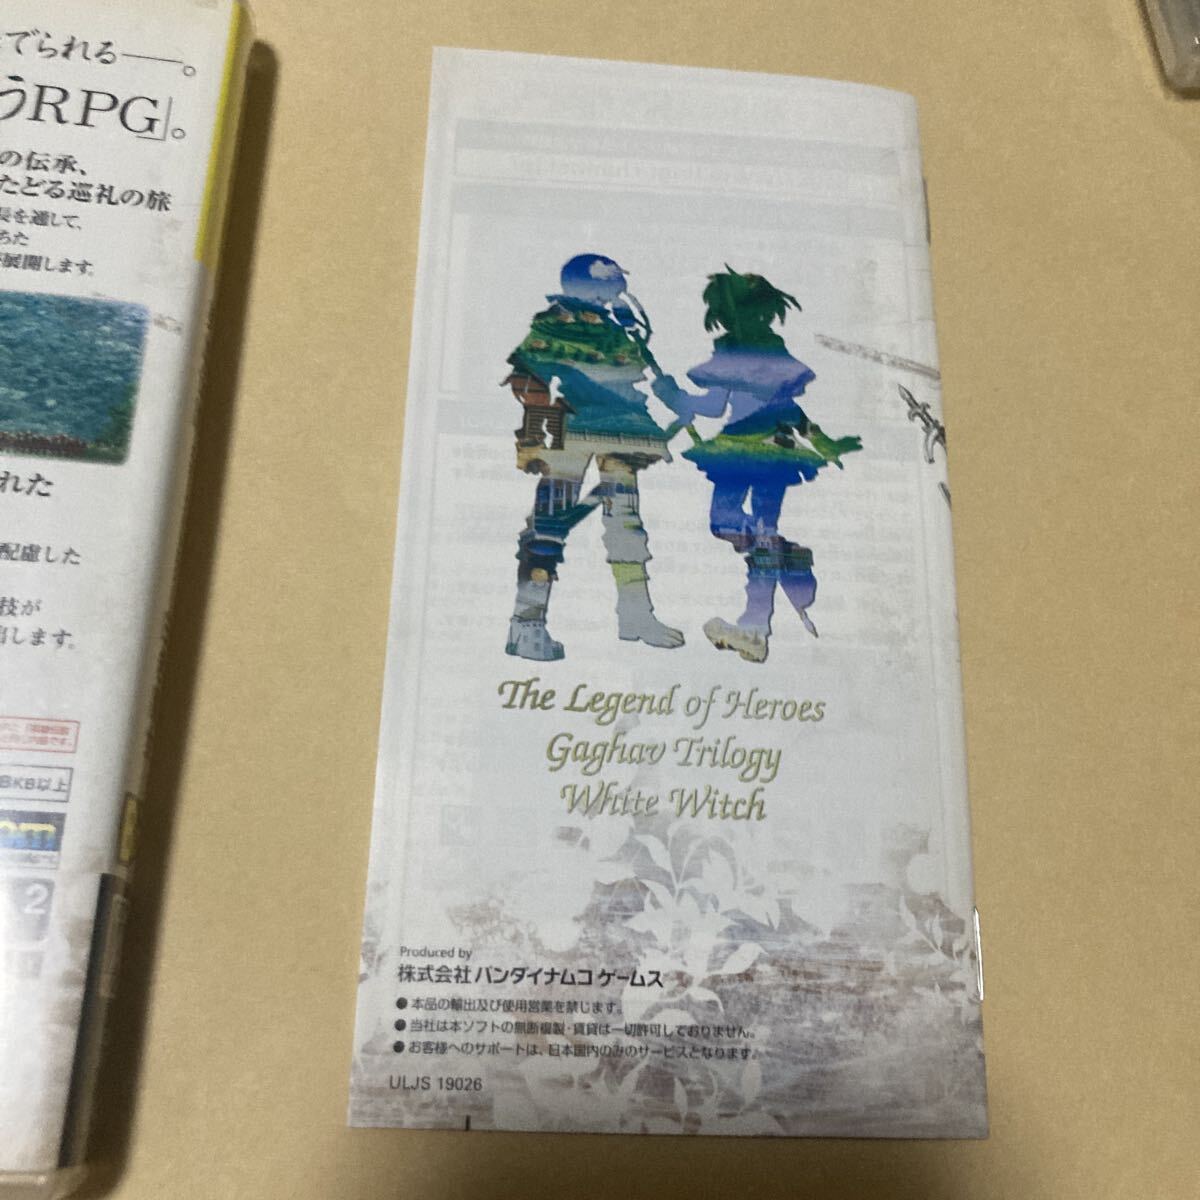 でられる——。
うRPG」。
の伝承、
たどる巡礼の旅
長を通して、
ちた
展開します。
れた
配慮した
技が
出します。
KB以上
2
The Legend of Heroes
Gaghav Trilogy
White Witch
Produced by
株式会社 バンダイナムコ ゲームス
●本品の輸出及び使用営業を禁じます。
●当社は本ソフトの無断複製・賃貸は一切許可しておりません。
●お客様へのサポートは、日本国内のみのサービスとなります。
ULJS 19026